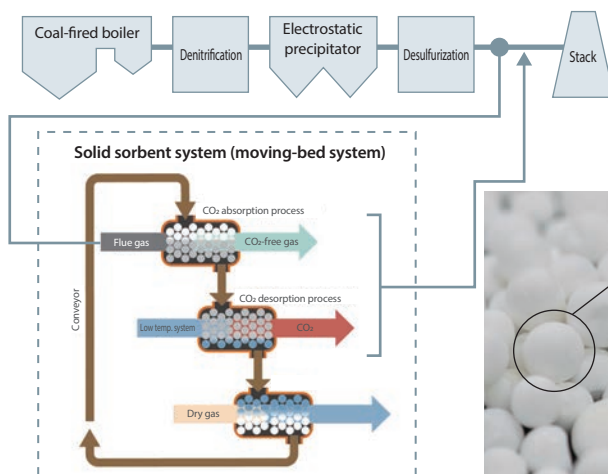 Coal-fired boiler
Denitrification
Electrostatic
precipitator
Desulfurization
Stack
Solid sorbent system (moving-bed system)
CO₂ absorption process
Flue gas
CO₂-free gas
CO₂ desorption process
Conveyor
Low temp. system
CO₂
Dry gas